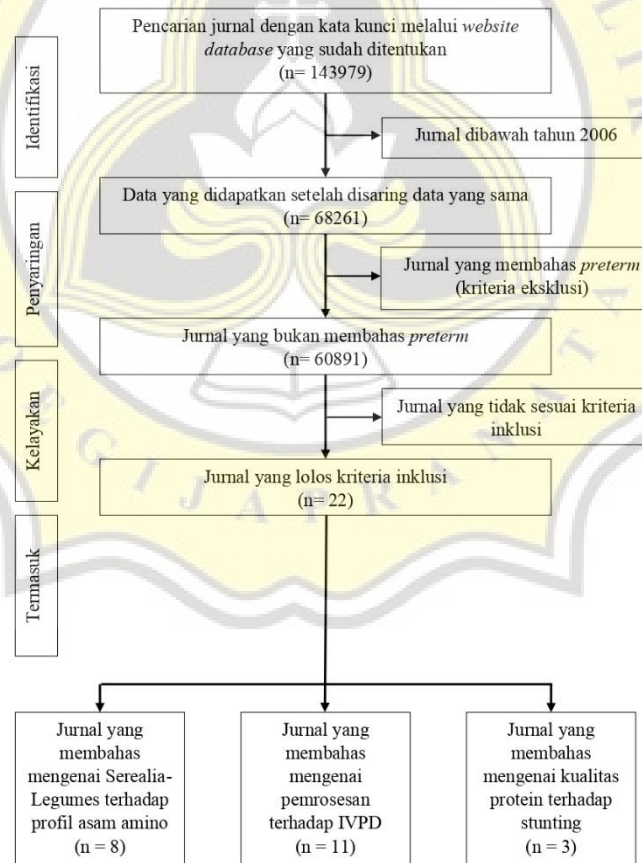 Pencarian jurnal dengan kata kunci melalui website
database yang sudah ditentukan
(n= 143979)
Identifikasi
Jurnal dibawah tahun 2006
Data yang didapatkan setelah disaring data yang sama
(n= 68261)
Penyaringan
Jurnal yang membahas preterm
(kriteria eksklusi)
Jurnal yang bukan membahas preterm
(n= 60891)
Kelayakan
Jurnal yang tidak sesuai kriteria
inklusi
Jurnal yang lolos kriteria inklusi
(n= 22)
Termasuk
Jurnal yang
membahas
mengenai Serealia-
Legumes terhadap
profil asam amino
(n = 8)
Jurnal yang
membahas
mengenai
pemrosesan
terhadap IVPD
(n = 11)
Jurnal yang
membahas
mengenai kualitas
protein terhadap
stunting
(n = 3)